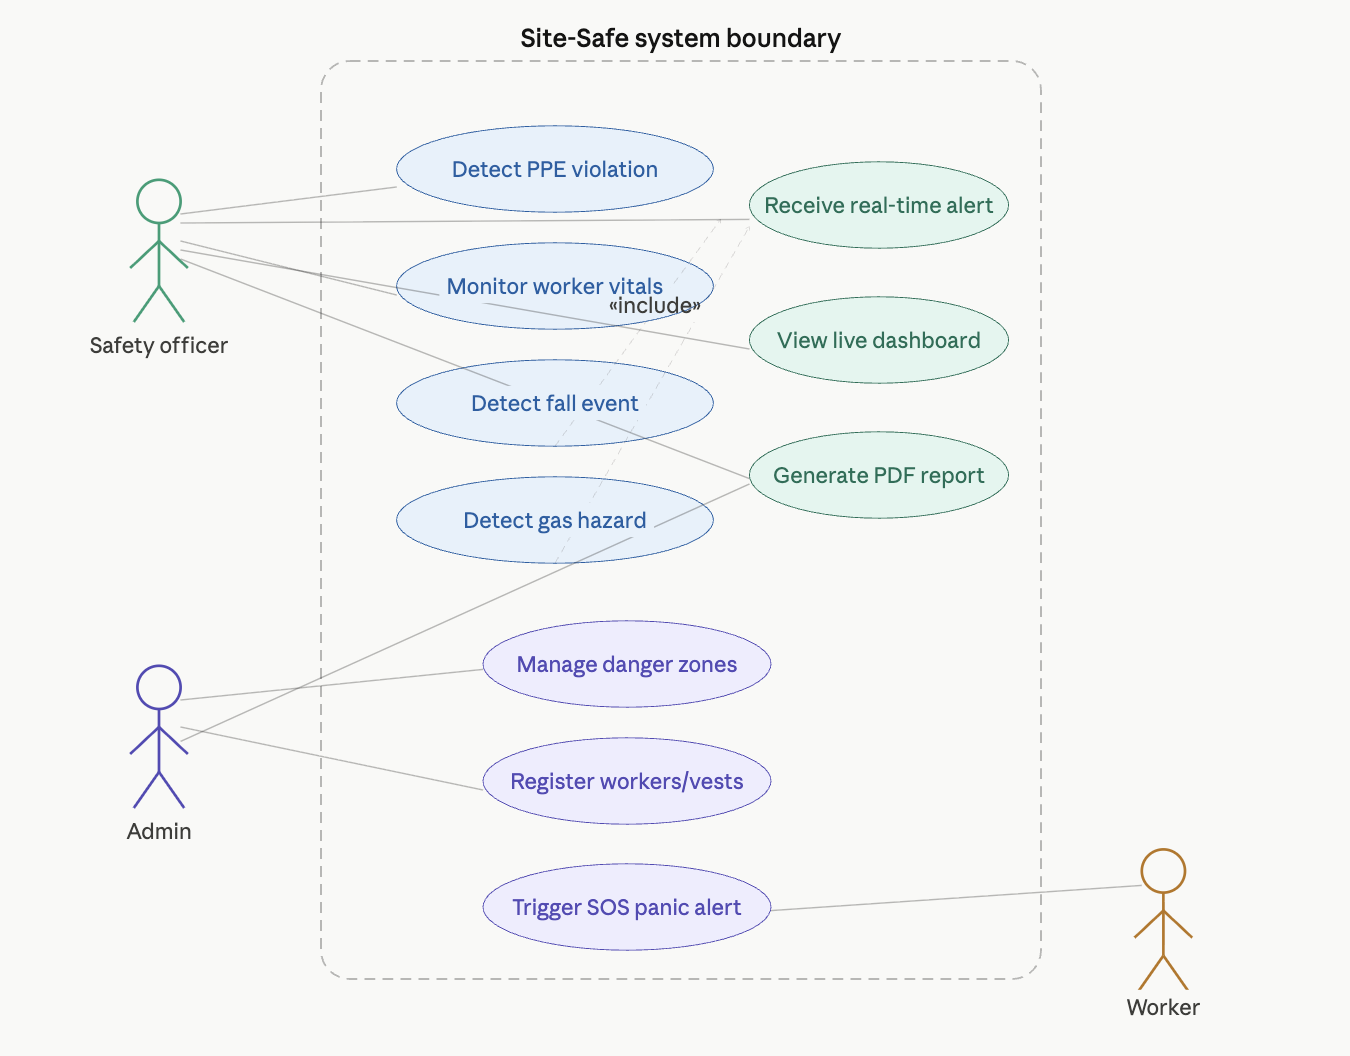 Site-Safe system boundary
Detect PPE violation
Receive real-time alert
Monitor worker vitals
«include»
Safety officer
View live dashboard
Detect fall event
Generate PDF report
Detect gas hazard
Manage danger zones
Register workers/vests
Admin
Trigger SOS panic alert
Worker